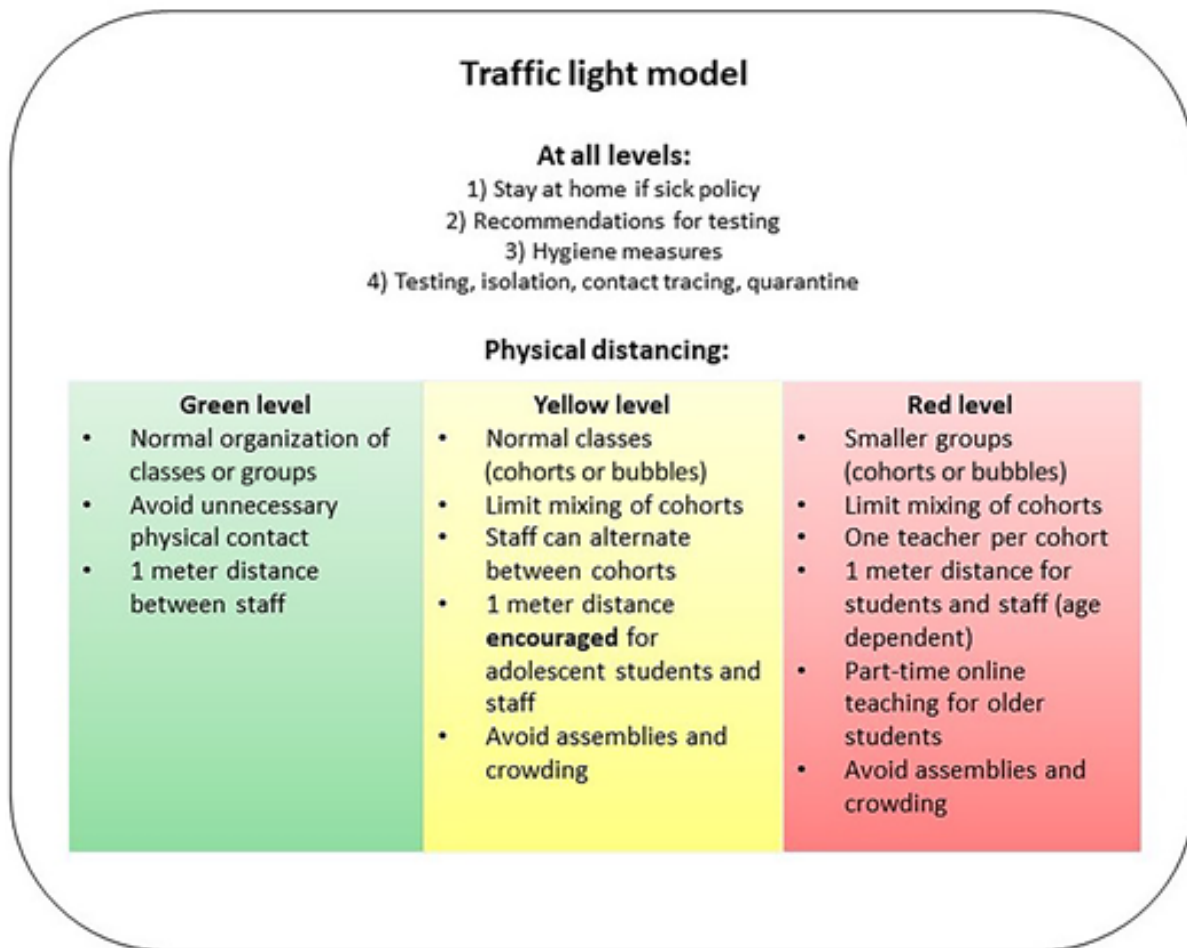 Traffic light model
At all levels:
1) Stay at home if sick policy
2) Recommendations for testing
3) Hygiene measures
4) Testing, isolation, contact tracing, quarantine
Physical distancing:
Green level
• Normal organization of
classes or groups
• Avoid unnecessary
physical contact
• 1 meter distance
between staff
Yellow level
• Normal classes
(cohorts or bubbles)
• Limit mixing of cohorts
• Staff can alternate
between cohorts
• 1 meter distance
encouraged for
adolescent students and
staff
• Avoid assemblies and
crowding
Red level
• Smaller groups
(cohorts or bubbles)
• Limit mixing of cohorts
• One teacher per cohort
• 1 meter distance for
students and staff (age
dependent)
• Part-time online
teaching for older
students
• Avoid assemblies and
crowding